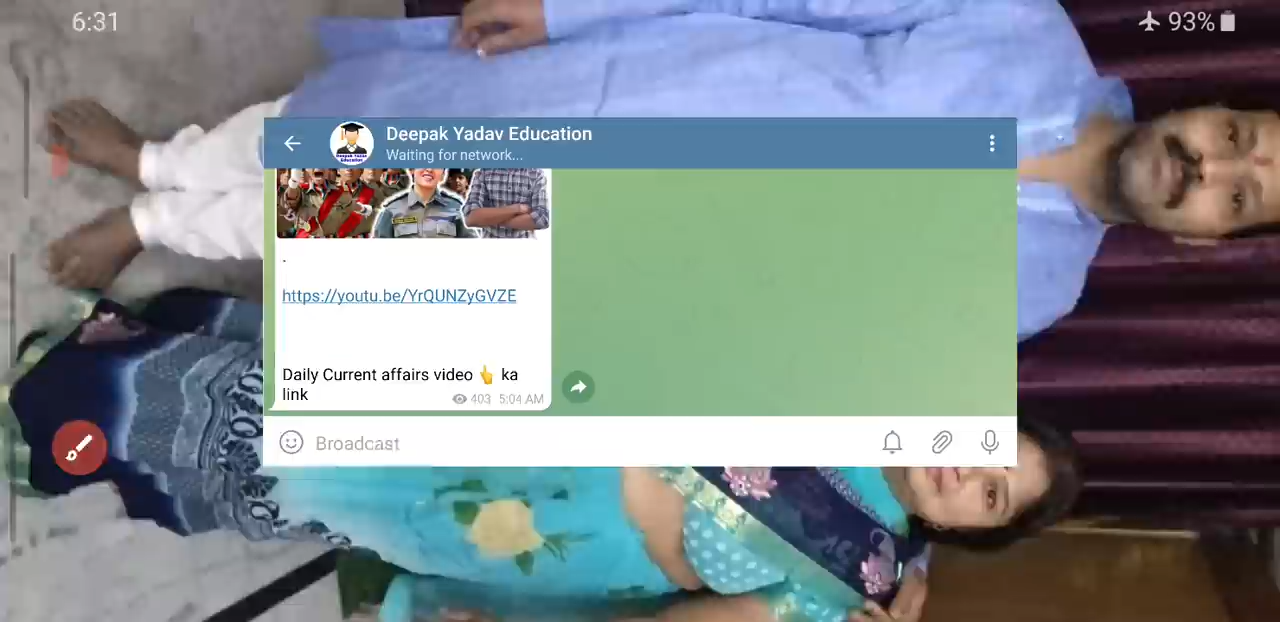 6:31
93%
Deepak Yadav Education
Waiting for network...
.
https://youtu.be/YrQUNZyGVZE
Daily Current affairs video 👆 ka
link
403 5:04 AM
Broadcast